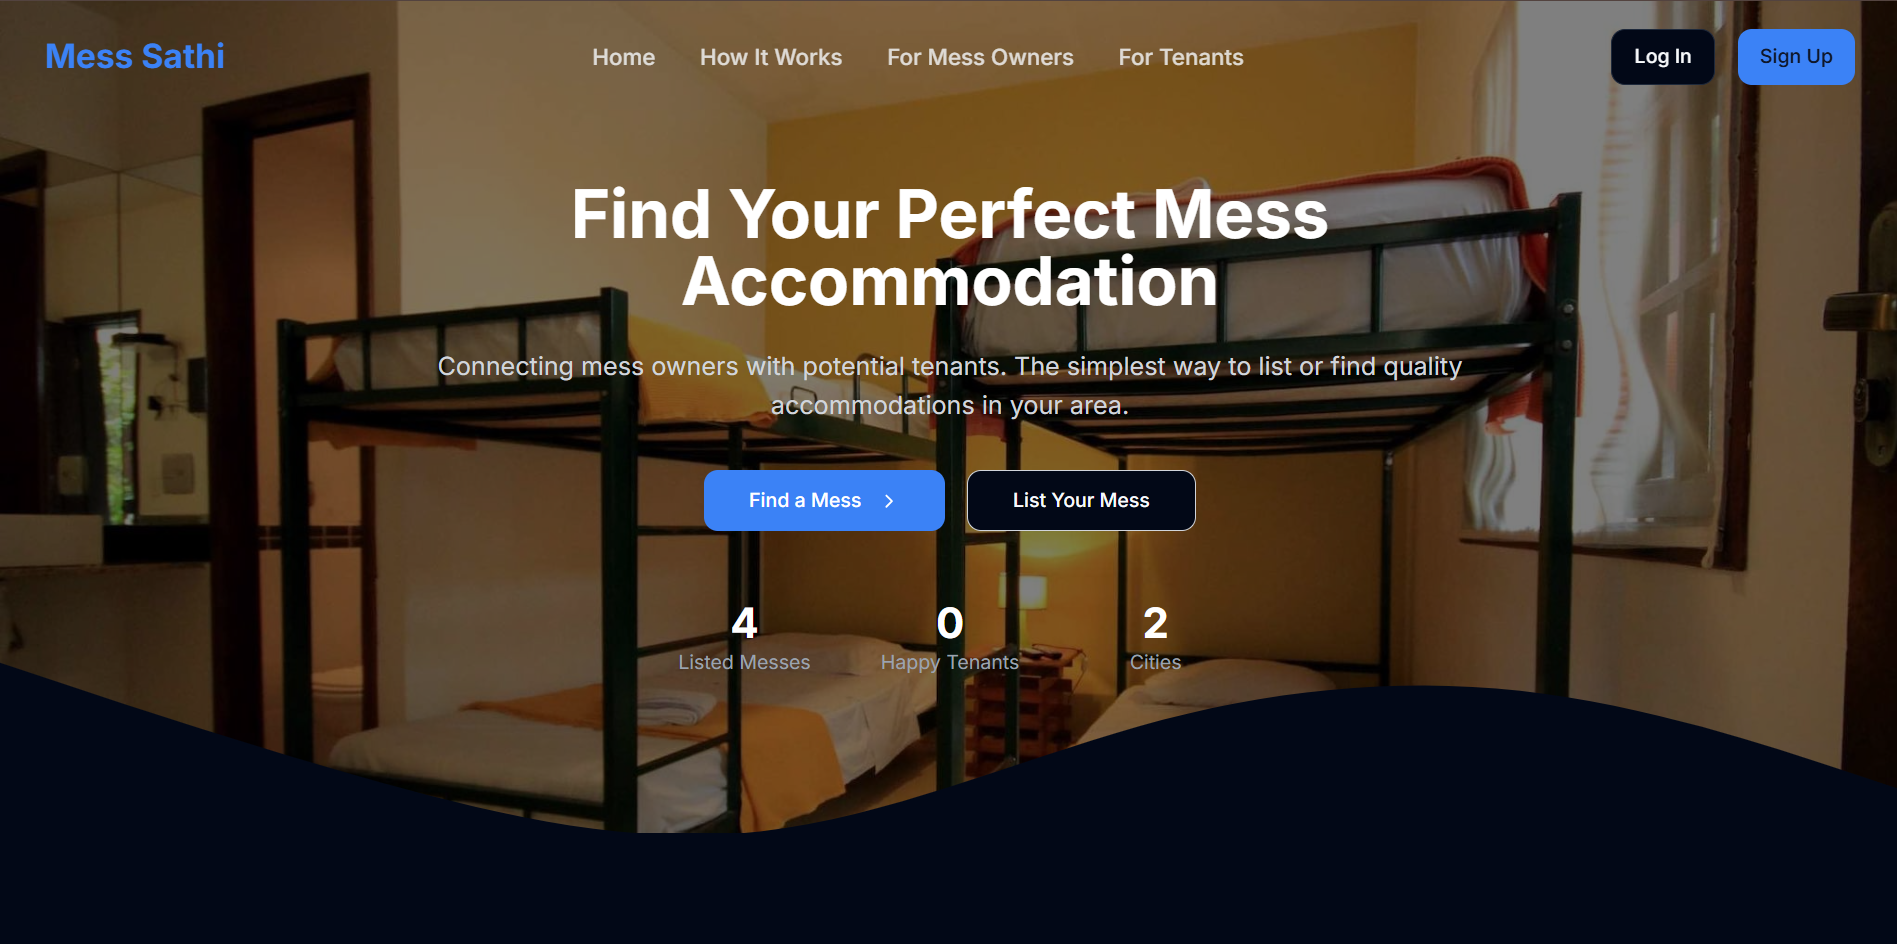 Mess Sathi
Home
How It Works
For Mess Owners
For Tenants
Log In
Sign Up
Find Your Perfect Mess
Accommodation
Connecting mess owners with potential tenants. The simplest way to list or find quality
accommodations in your area.
Find a Mess
List Your Mess
4
Listed Messes
0
Happy Tenants
2
Cities